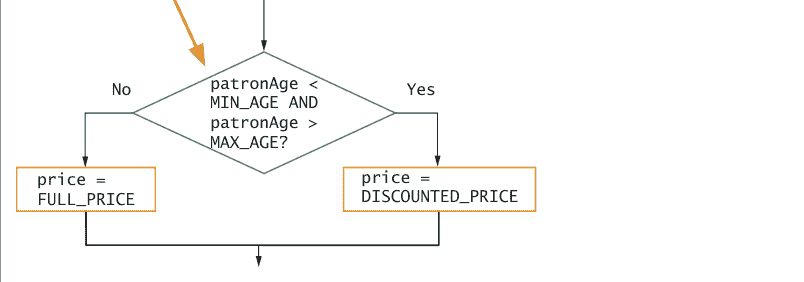 patronAge <
MIN_AGE AND
patronAge >
MAX_AGE?
No
Yes
price =
FULL_PRICE
price =
DISCOUNTED_PRICE